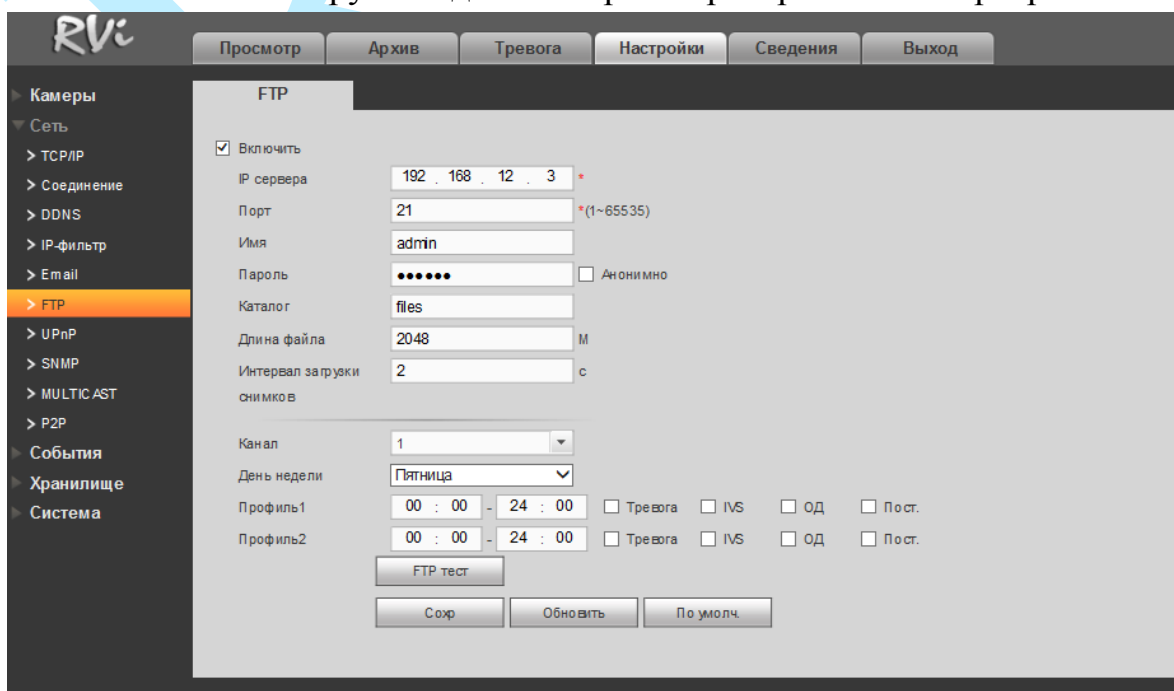 RVi
Просмотр Архив Тревога Настройки Сведения Выход
Камеры
Сеть
> TCP/IP
> Соединение
> DDNS
> IP-фильтр
> Email
> FTP
> UPnP
> SNMP
> MULTICAST
> P2P
События
Хранилище
Система
FTP
Включить
IP сервера 192 . 168 . 12 . 3 *
Порт 21 *(1~65535)
Имя admin
Пароль ●●●●●● Анонимно
Каталог files
Длина файла 2048 М
Интервал загрузки 2 с
снимков
Канал 1
День недели Пятница
Профиль1 00 : 00 - 24 : 00 Тревога IVS ОД Пост.
Профиль2 00 : 00 - 24 : 00 Тревога IVS ОД Пост.
FTP тест
Сохр Обновить По умолч.